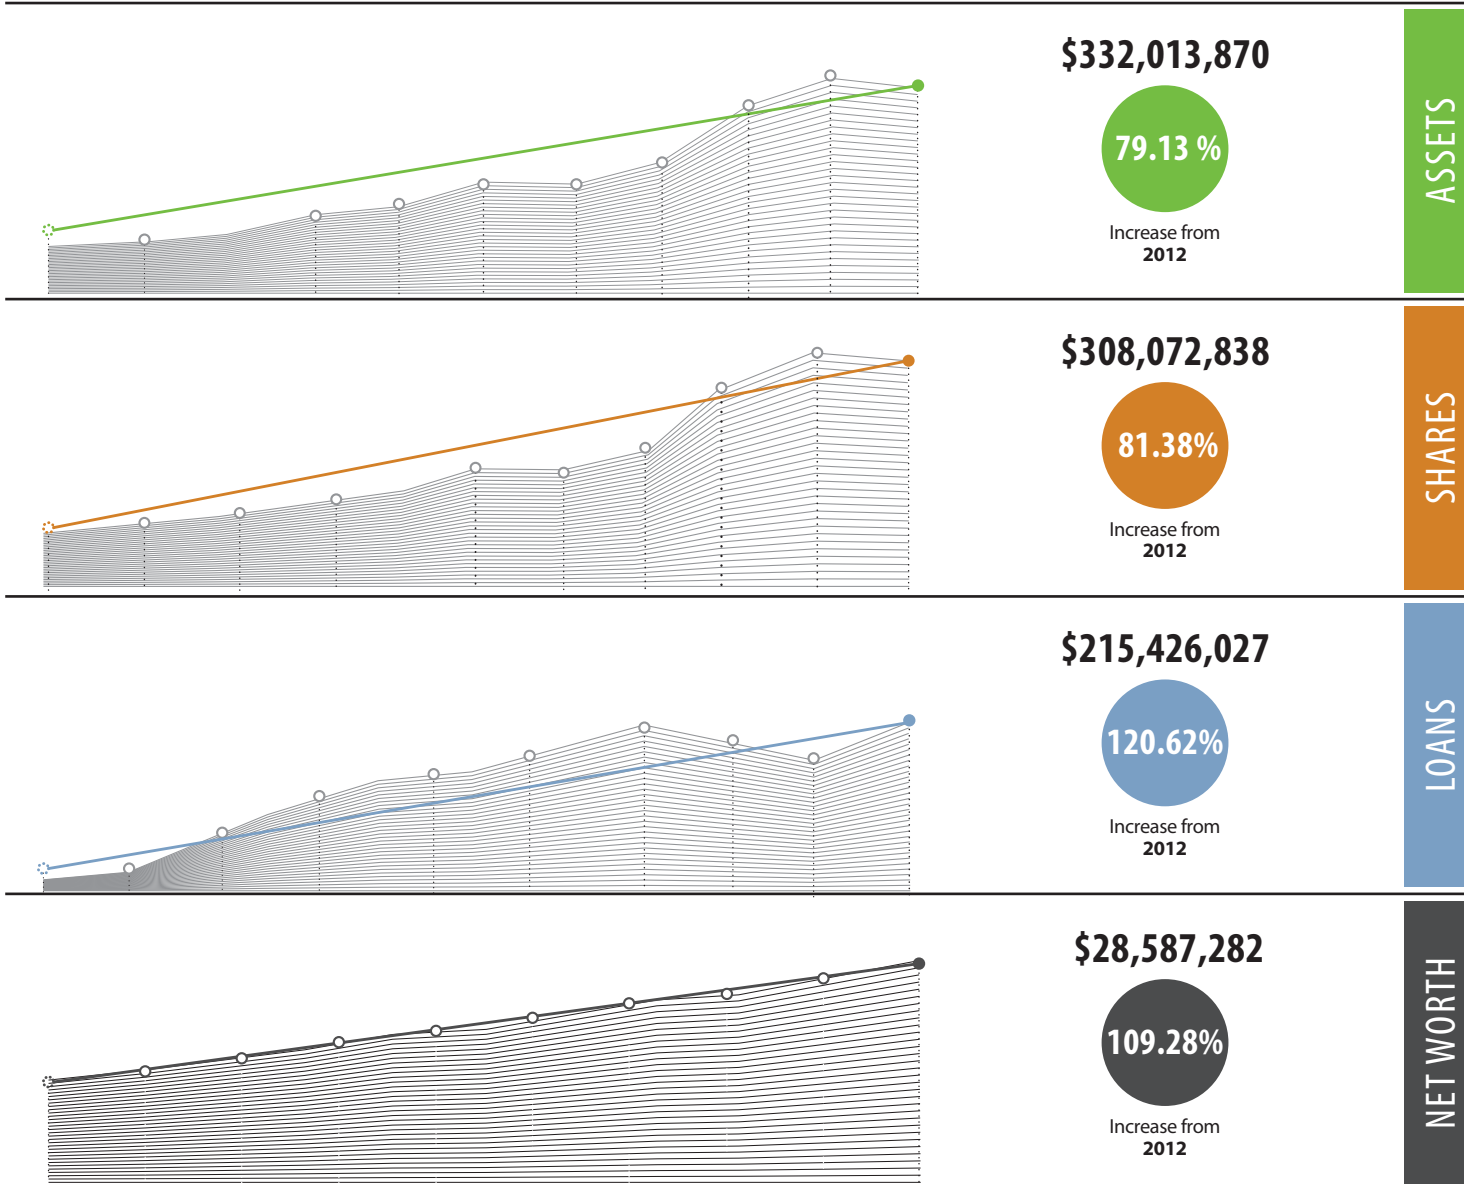 $332,013,870
79.13 %
Increase from
2012
ASSETS
$308,072,838
81.38%
Increase from
2012
SHARES
$215,426,027
120.62%
Increase from
2012
LOANS
$28,587,282
109.28%
Increase from
2012
NET WORTH